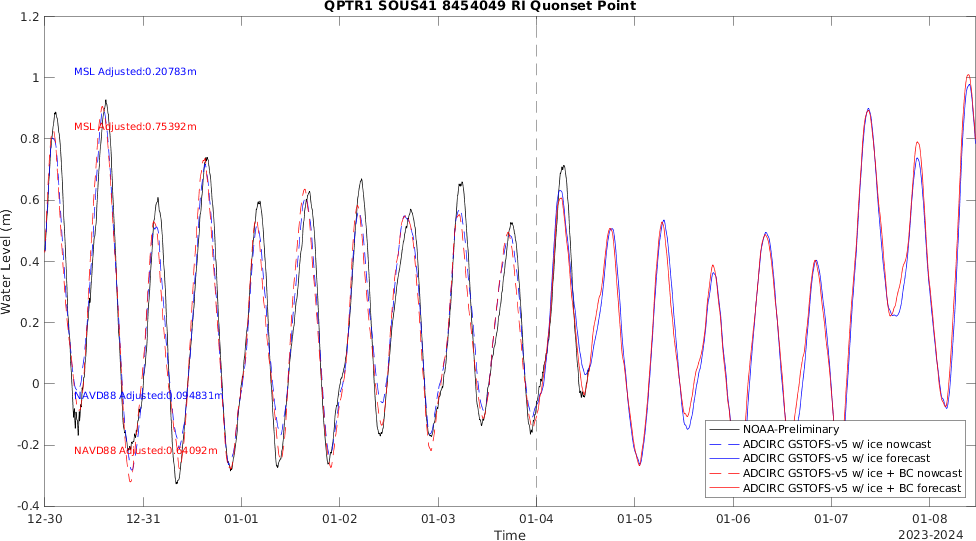 QPTR1 SOUS41 8454049 RI Quonset Point
1.2
1
0.8
0.6
0.4
0.2
0
-0.2
-0.4
Water Level (m)
MSL Adjusted:0.20783m
MSL Adjusted:0.75392m
NAVD88 Adjusted:0.094831m
NAVD88 Adjusted:0.64092m
NOAA-Preliminary
ADCIRC GSTOFS-v5 w/ ice nowcast
ADCIRC GSTOFS-v5 w/ ice forecast
ADCIRC GSTOFS-v5 w/ ice + BC nowcast
ADCIRC GSTOFS-v5 w/ ice + BC forecast
12-30 12-31 01-01 01-02 01-03 01-04 01-05 01-06 01-07 01-08
Time
2023-2024